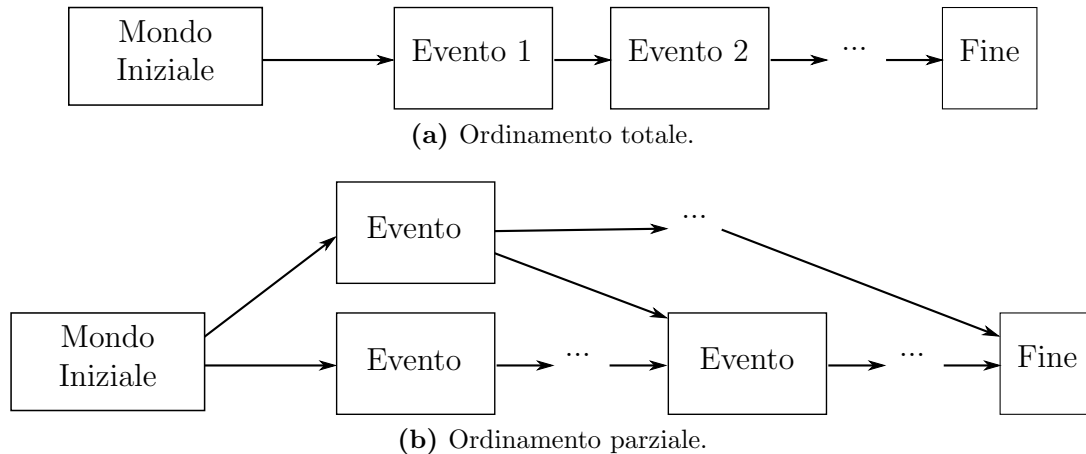 Mondo
Iniziale
Evento 1
Evento 2
...
Fine
(a) Ordinamento totale.
Evento
...
Mondo
Iniziale
Evento
...
Evento
...
Fine
(b) Ordinamento parziale.